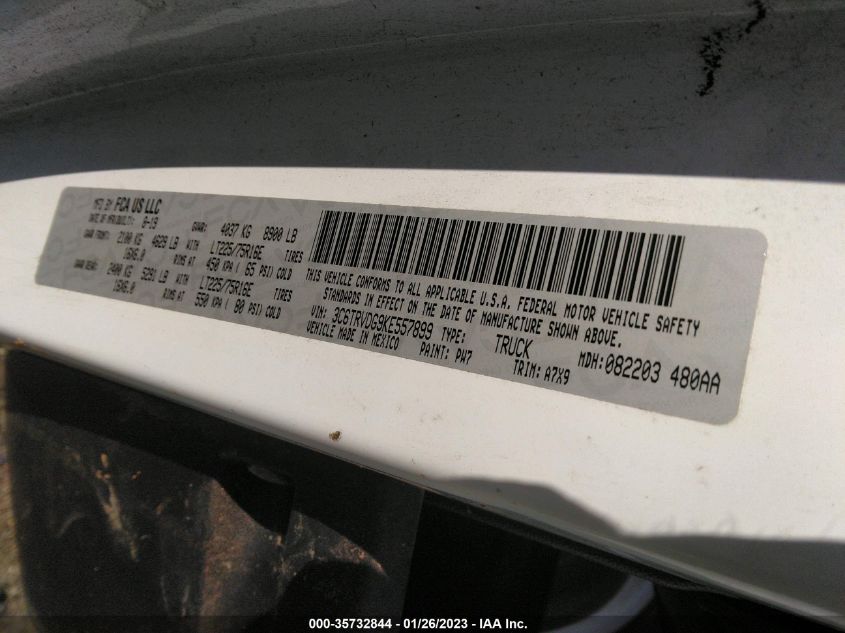 MFD BY FCA US LLC
DATE OF MFR/BUILT: 8-19 GVWR: 4037 KG 8900 LB
GAWR FRONT: 2100 KG 4629 LB WITH LT225/75R16E TIRES
16X6.0 RIMS AT 450 KPA ( 65 PSI) COLD
GAWR REAR: 2400 KG 5291 LB WITH LT225/75R16E TIRES
16X6.0 RIMS AT 550 KPA ( 80 PSI) COLD
THIS VEHICLE CONFORMS TO ALL APPLICABLE U.S.A. FEDERAL MOTOR VEHICLE SAFETY
STANDARDS IN EFFECT ON THE DATE OF MANUFACTURE SHOWN ABOVE.
VIN: 3C6TRVDG9KE557899 TYPE: TRUCK MDH: 082203 480AA
VEHICLE MADE IN MEXICO PAINT: PW7 TRIM: A7X9
000-35732844 - 01/26/2023 - IAA Inc.